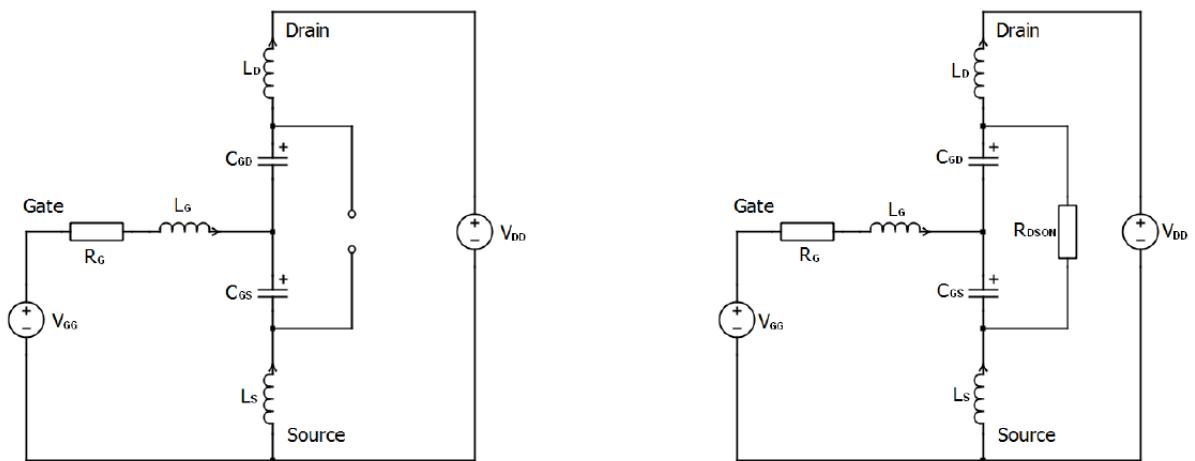 Drain
LD
CGD
Gate
LG
RG
VDD
CGS
VGG
LS
Source
Drain
LD
CGD
Gate
LG
RG
RDSON
VDD
CGS
VGG
LS
Source